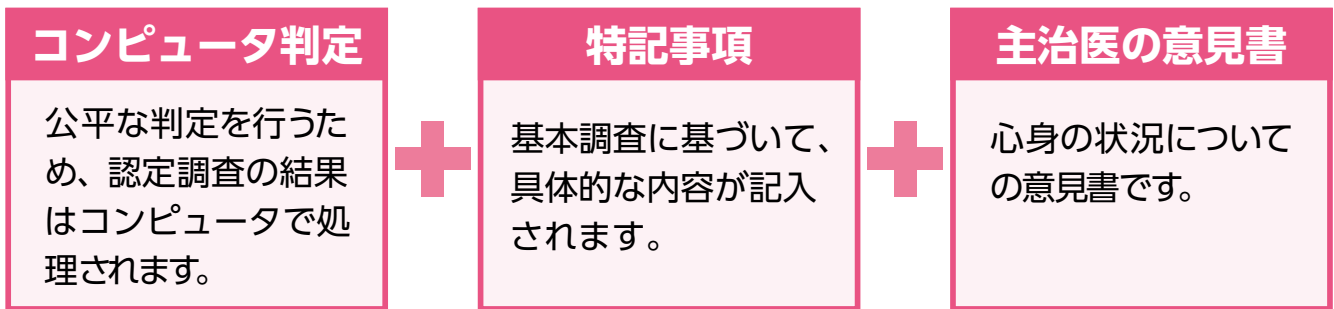 コンピュータ判定
公平な判定を行うた
め、認定調査の結果
はコンピュータで処
理されます。
特記事項
基本調査に基づいて、
具体的な内容が記入
されます。
主治医の意見書
心身の状況について
の意見書です。